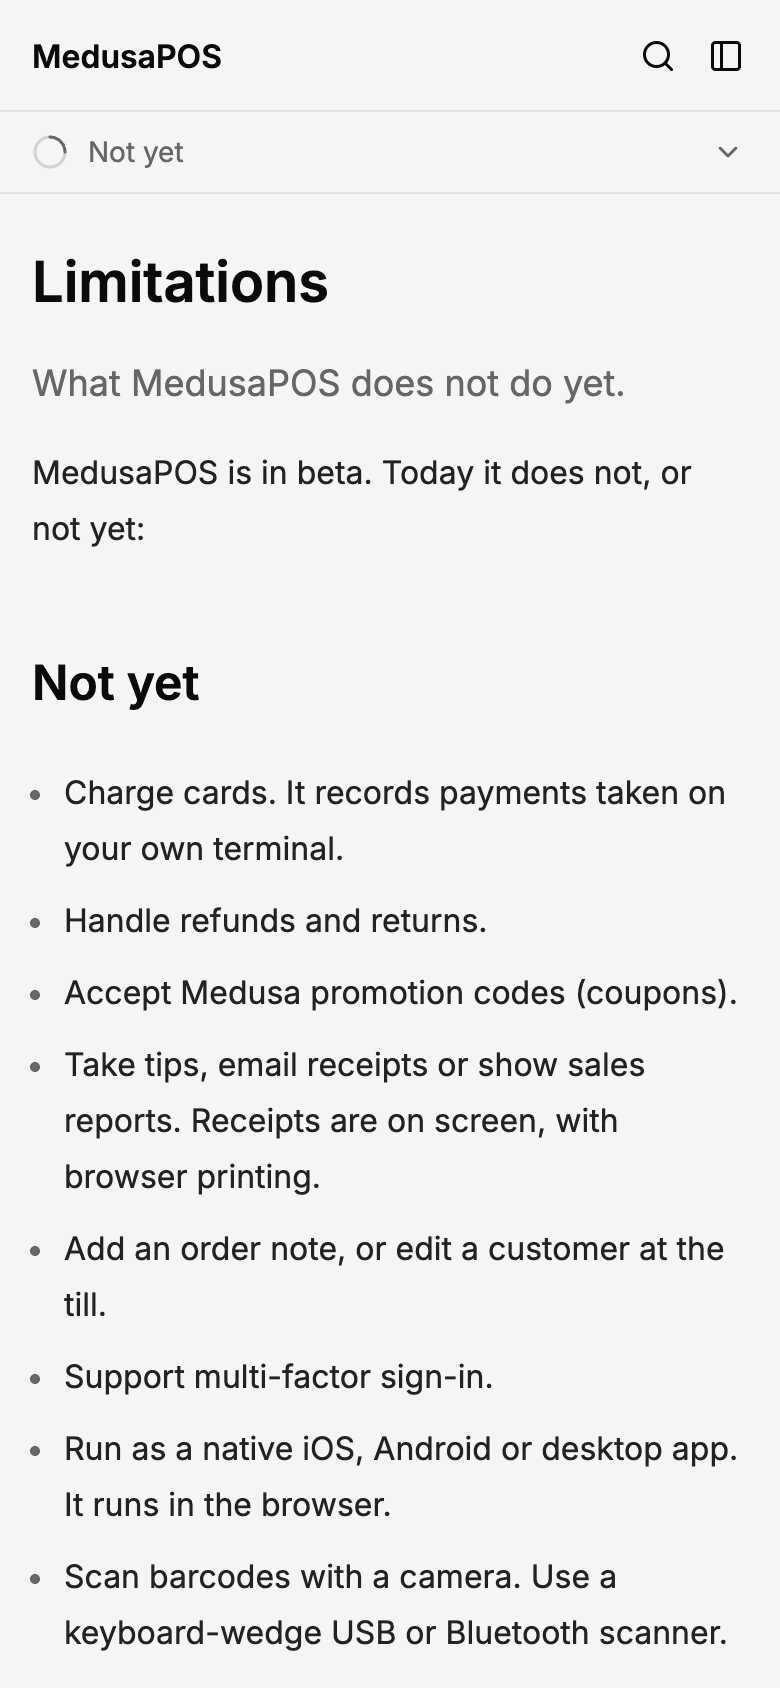 MedusaPOS
Not yet
Limitations
What MedusaPOS does not do yet.
MedusaPOS is in beta. Today it does not, or
not yet:
Not yet
Charge cards. It records payments taken on
your own terminal.
Handle refunds and returns.
Accept Medusa promotion codes (coupons).
Take tips, email receipts or show sales
reports. Receipts are on screen, with
browser printing.
Add an order note, or edit a customer at the
till.
Support multi-factor sign-in.
Run as a native iOS, Android or desktop app.
It runs in the browser.
Scan barcodes with a camera. Use a
keyboard-wedge USB or Bluetooth scanner.